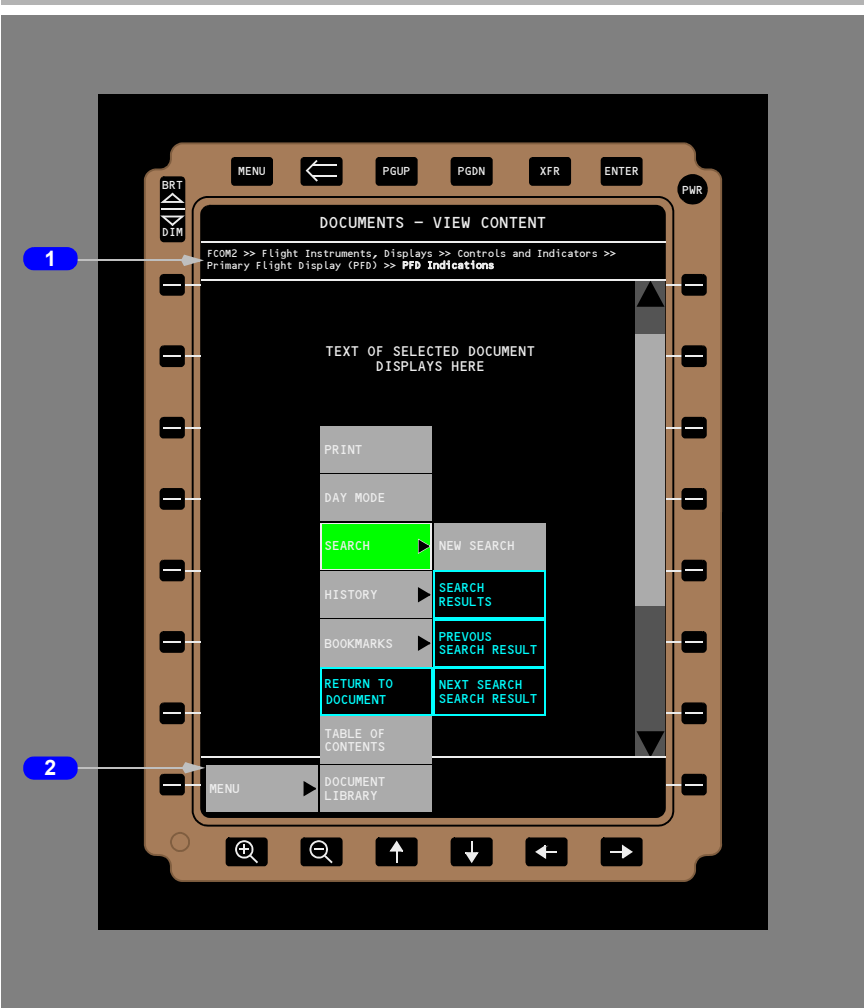 MENU
PGUP
PGDN
XFR
ENTER
BRT
DIM
PWR
DOCUMENTS – VIEW CONTENT
1
FCOM2 >> Flight Instruments, Displays >> Controls and Indicators >>
Primary Flight Display (PFD) >> PFD Indications
TEXT OF SELECTED DOCUMENT
DISPLAYS HERE
PRINT
DAY MODE
SEARCH
NEW SEARCH
HISTORY
SEARCH
RESULTS
BOOKMARKS
PREVOUS
SEARCH RESULT
RETURN TO
DOCUMENT
NEXT SEARCH
SEARCH RESULT
TABLE OF
CONTENTS
2
MENU
DOCUMENT
LIBRARY